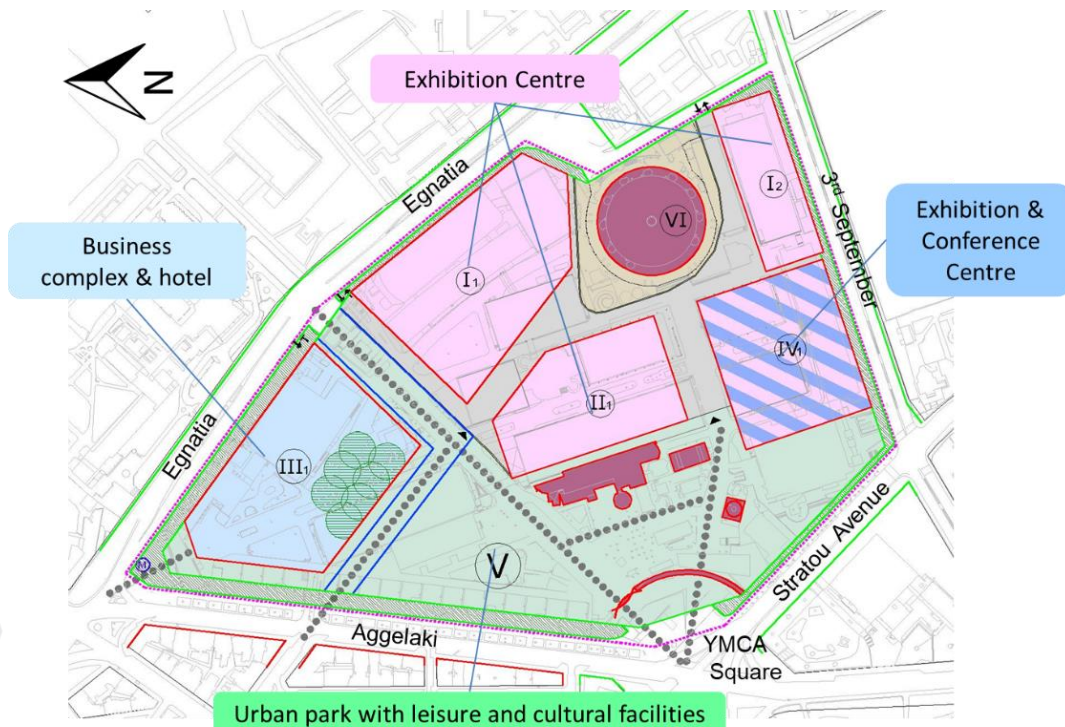 N
Exhibition Centre
Egnatia
3rd September
I2
VI
Exhibition &
Conference
Centre
Business
complex & hotel
I1
IV1
II1
Egnatia
III1
V
M
Stratou Avenue
Aggelaki
YMCA
Square
Urban park with leisure and cultural facilities